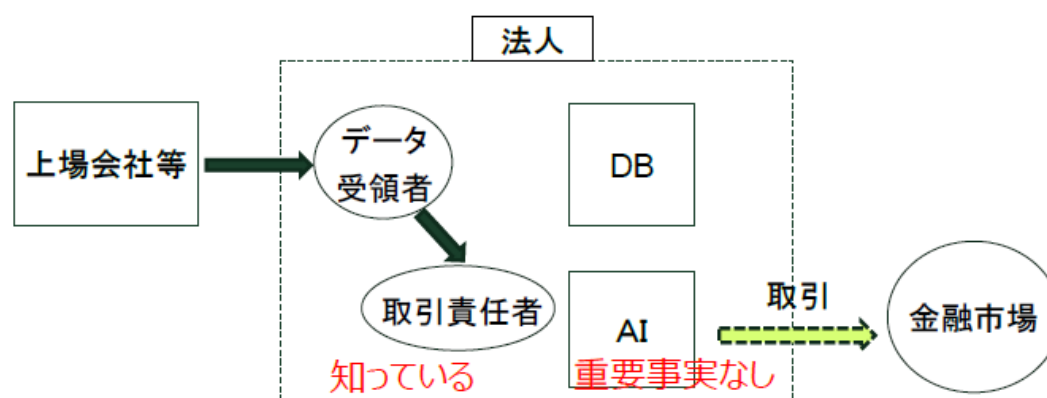 法人
上場会社等
データ
受領者
DB
取引責任者
AI
取引
金融市場
知っている
重要事実なし